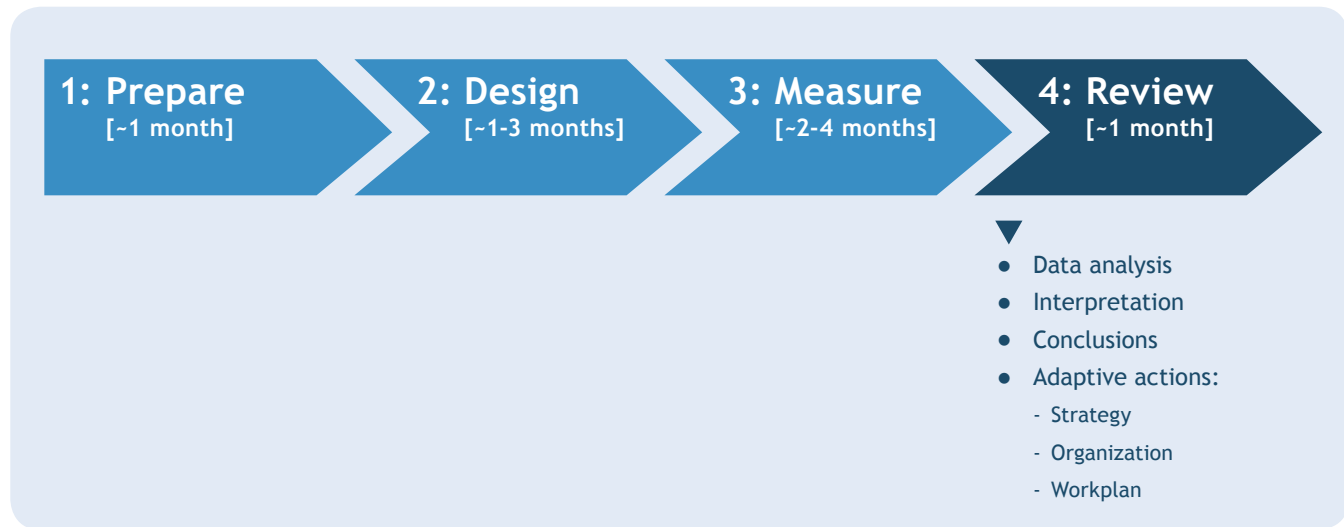 1: Prepare
[~1 month]
2: Design
[~1-3 months]
3: Measure
[~2-4 months]
4: Review
[~1 month]
● Data analysis
● Interpretation
● Conclusions
● Adaptive actions:
- Strategy
- Organization
- Workplan